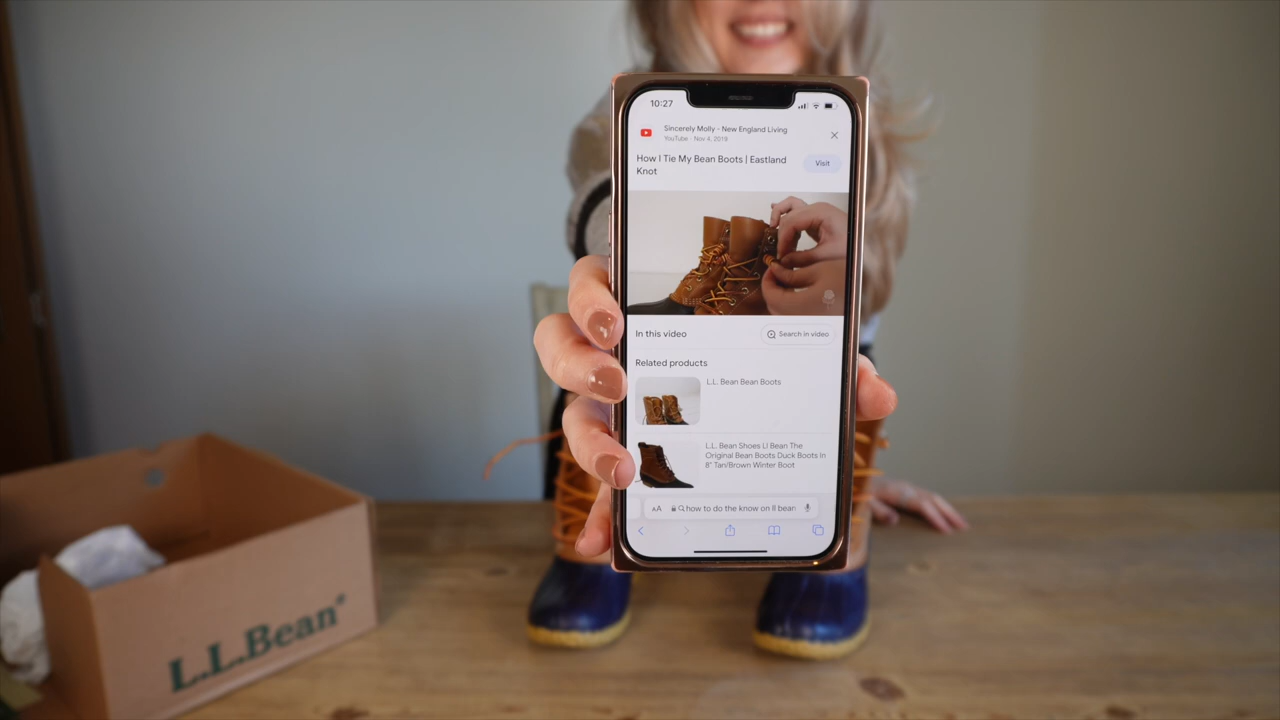 10:27
Sincerely Molly - New England Living
YouTube · Nov 4, 2019
How I Tie My Bean Boots | Eastland
Knot
Visit
In this video
Search in video
Related products
L.L. Bean Bean Boots
L.L. Bean Shoes Ll Bean The
Original Bean Boots Duck Boots In
8" Tan/Brown Winter Boot
AA
how to do the know on ll bean
L.L.Bean®